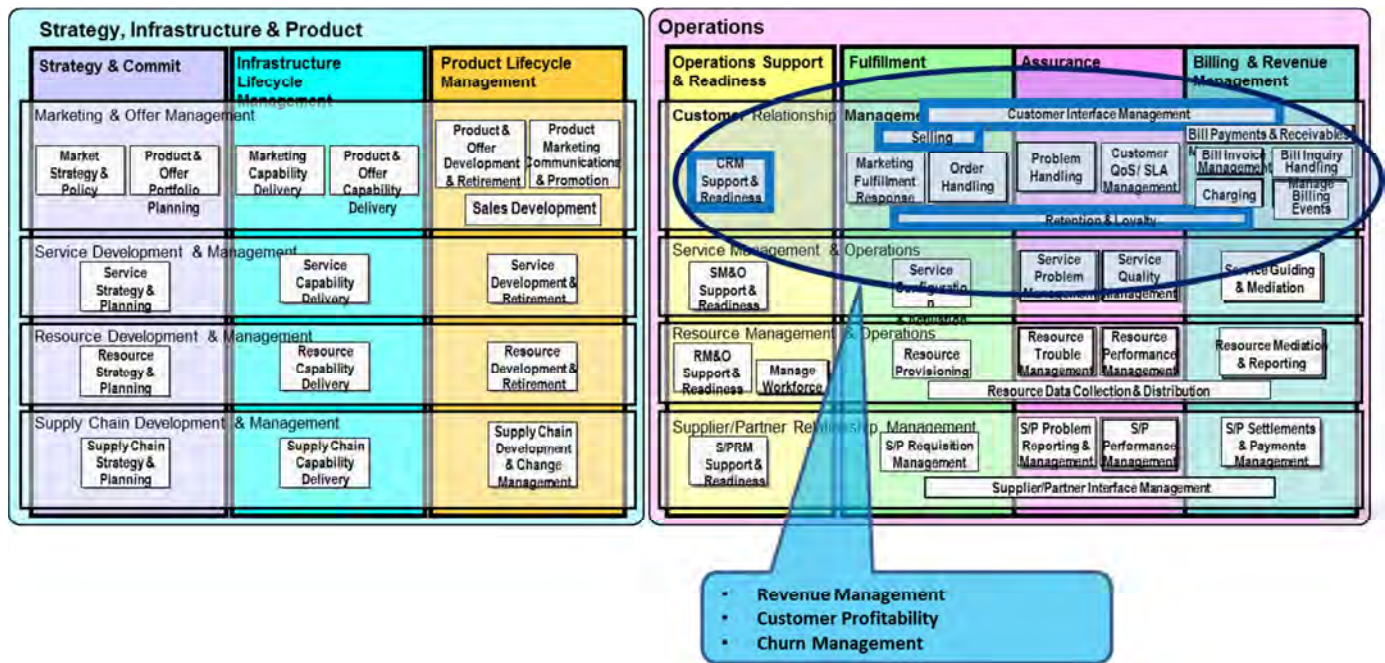 Strategy, Infrastructure & Product
Strategy & Commit
Infrastructure
Lifecycle
Management
Product Lifecycle
Management
Marketing & Offer Management
Market
Strategy &
Policy
Product &
Offer
Portfolio
Planning
Marketing
Capability
Delivery
Product &
Offer
Capability
Delivery
Product &
Offer
Development
& Retirement
Product
Marketing
Communications
& Promotion
Sales Development
Service Development & Management
Service
Strategy &
Planning
Service
Capability
Delivery
Service
Development &
Retirement
Resource Development & Management
Resource
Strategy &
Planning
Resource
Capability
Delivery
Resource
Development &
Retirement
Supply Chain Development & Management
Supply Chain
Strategy &
Planning
Supply Chain
Capability
Delivery
Supply Chain
Development
& Change
Management
Operations
Operations Support
& Readiness
Fulfillment
Assurance
Billing & Revenue
Management
Customer Relationship Management
Customer Interface Management
Selling
CRM
Support &
Readiness
Marketing
Fulfillment
Response
Order
Handling
Problem
Handling
Customer
QoS/ SLA
Management
Bill Payments & Receivables
Bill Invoice
Management
Bill Inquiry
Handling
Charging
Manage
Billing
Events
Retention & Loyalty
Service Management & Operations
SM&O
Support &
Readiness
Service
Configuratio
n
Service
Problem
Management
Service
Quality
Management
Service Guiding
& Mediation
Resource Management & Operations
RM&O
Support &
Readiness
Manage
Workforce
Resource
Provisioning
Resource
Trouble
Management
Resource
Performance
Management
Resource Mediation
& Reporting
Resource Data Collection & Distribution
Supplier/Partner Relationship Management
S/PRM
Support &
Readiness
S/P Requisition
Management
S/P Problem
Reporting &
Management
S/P
Performance
Management
S/P Settlements
& Payments
Management
Supplier/Partner Interface Management
• Revenue Management
• Customer Profitability
• Churn Management